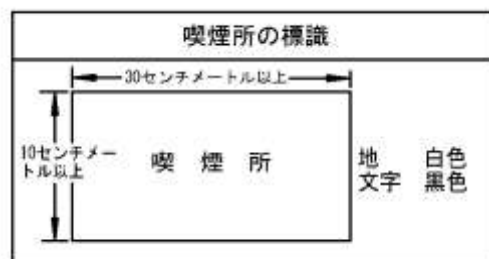 喫煙所の標識
30センチメートル以上
10センチメー
トル以上
喫 煙 所
地 白色
文字 黒色